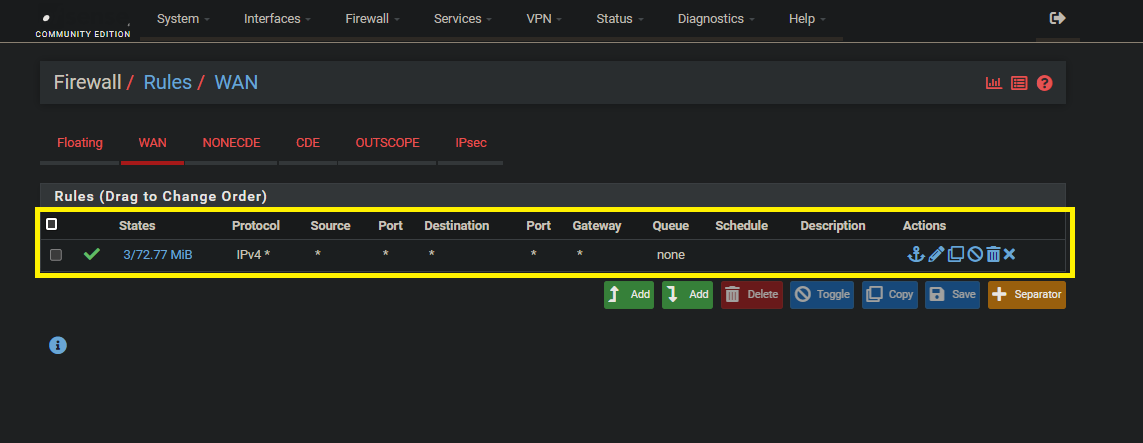 COMMUNITY EDITION
System Interfaces Firewall Services VPN Status Diagnostics Help
Firewall / Rules / WAN
Floating WAN NONECDE CDE OUTSCOPE IPsec
Rules (Drag to Change Order)
States Protocol Source Port Destination Port Gateway Queue Schedule Description Actions
3/72.77 MiB IPv4 * * * * * * none
Add Add Delete Toggle Copy Save Separator